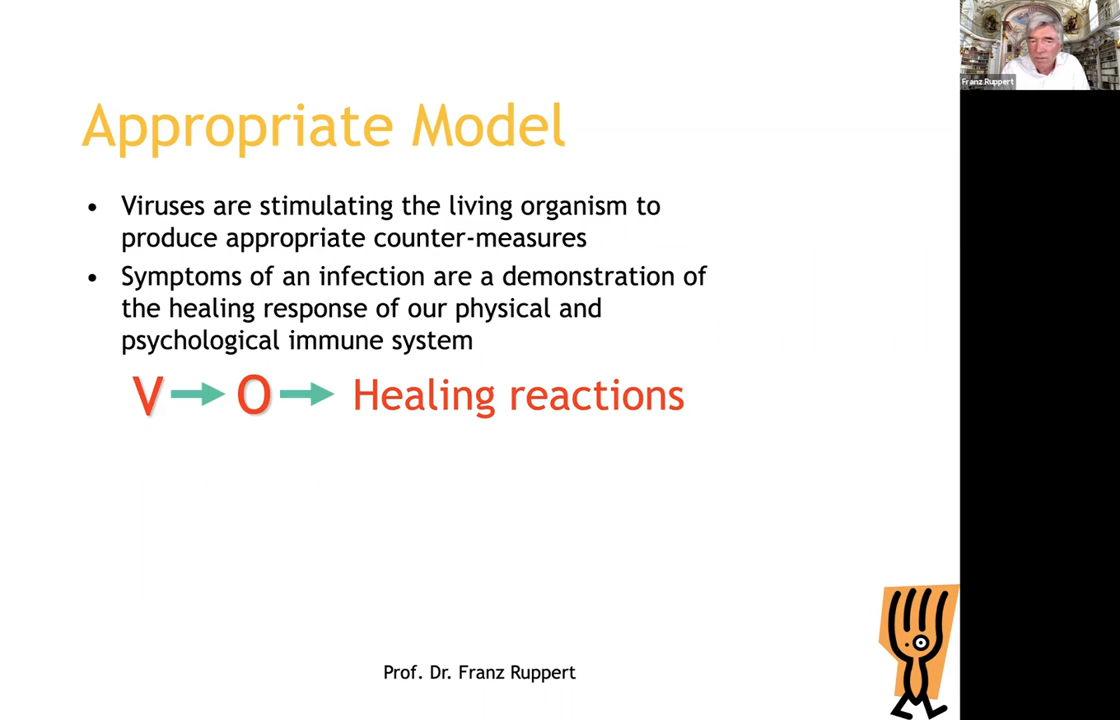 Franz Ruppert
Appropriate Model
• Viruses are stimulating the living organism to
produce appropriate counter-measures
• Symptoms of an infection are a demonstration of
the healing response of our physical and
psychological immune system
V → O → Healing reactions
Prof. Dr. Franz Ruppert